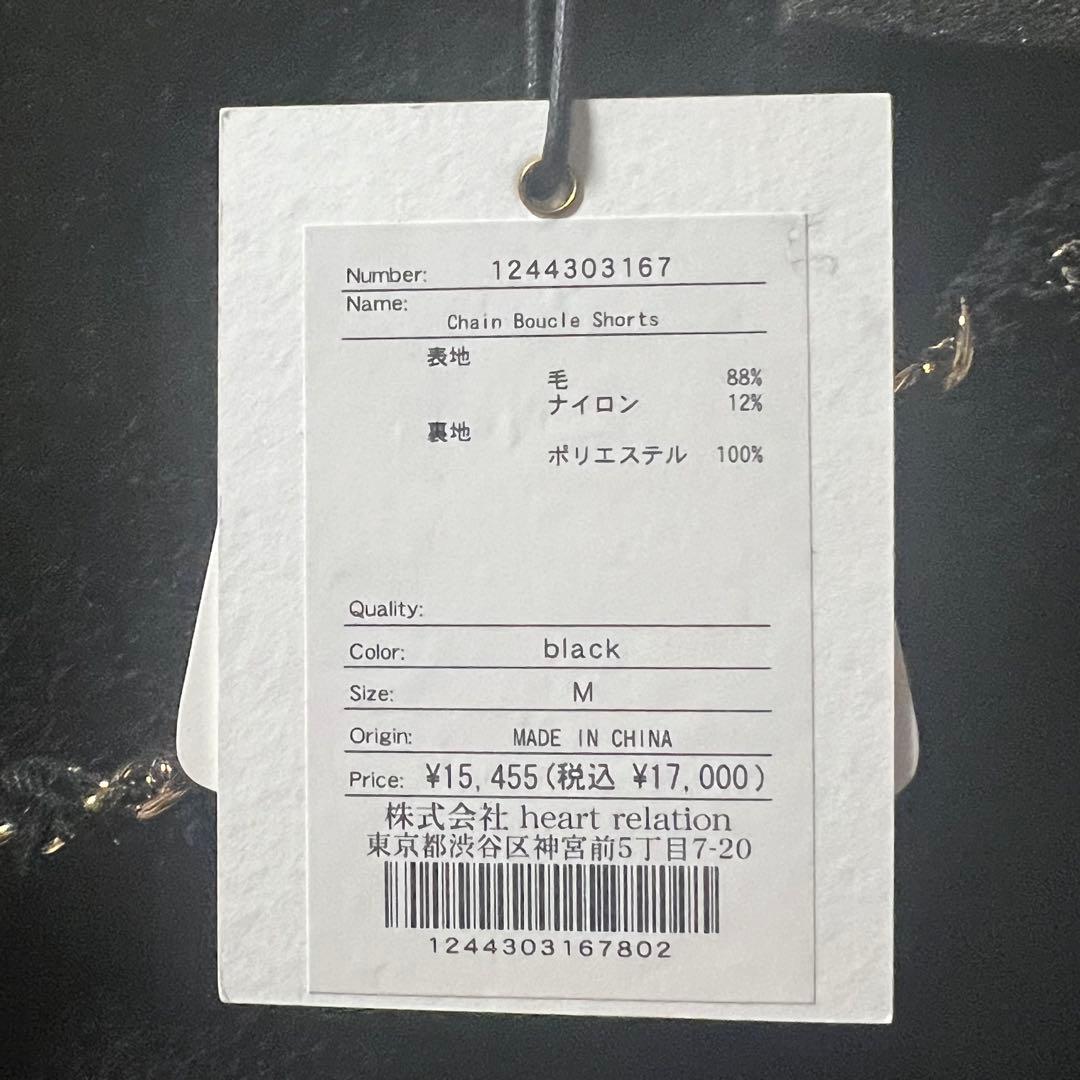 Number: 1244303167
Name:
Chain Boucle Shorts
表地
毛 88%
ナイロン 12%
裏地
ポリエステル 100%
Quality:
Color: black
Size: M
Origin: MADE IN CHINA
Price: ¥15,455(税込 ¥17,000)
株式会社 heart relation
東京都渋谷区神宮前5丁目7-20
1244303167802